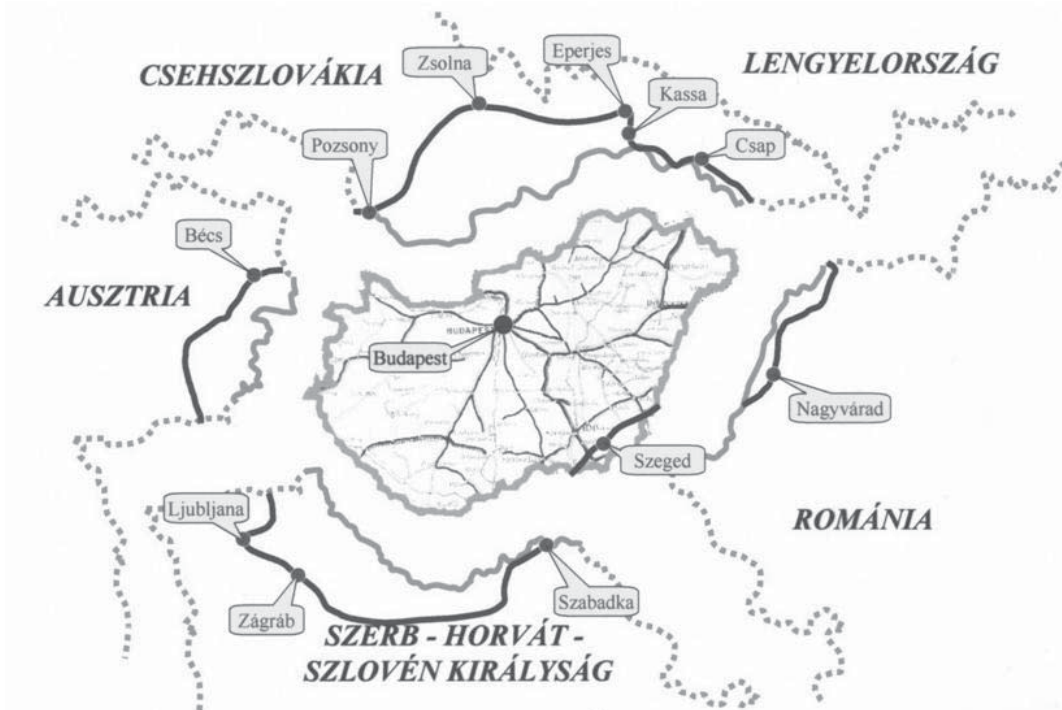 CSEHSZLOVÁKIA
Zsolna
Eperjes
LENGYELORSZÁG
Kassa
Pozsony
Csap
Bécs
AUSZTRIA
BUDAPEST
Budapest
Nagyvárad
Szeged
Ljubljana
ROMÁNIA
Zágráb
Szabadka
SZERB - HORVÁT -
SZLOVÉN KIRÁLYSÁG